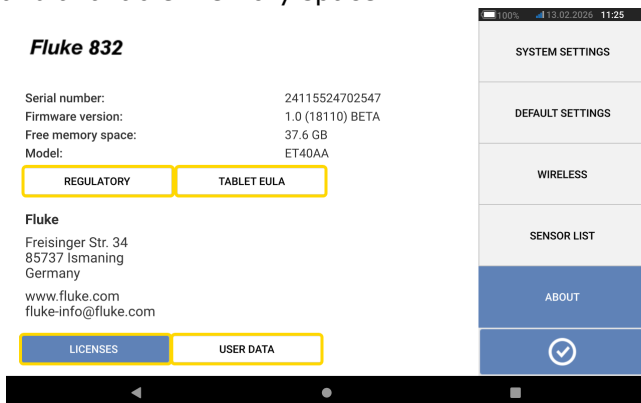 100% 13.02.2026 11:25
Fluke 832
Serial number: 24115524702547
Firmware version: 1.0 (18110) BETA
Free memory space: 37.6 GB
Model: ET40AA
REGULATORY TABLET EULA
Fluke
Freisinger Str. 34
85737 Ismaning
Germany
www.fluke.com
fluke-info@fluke.com
LICENSES USER DATA
SYSTEM SETTINGS
DEFAULT SETTINGS
WIRELESS
SENSOR LIST
ABOUT